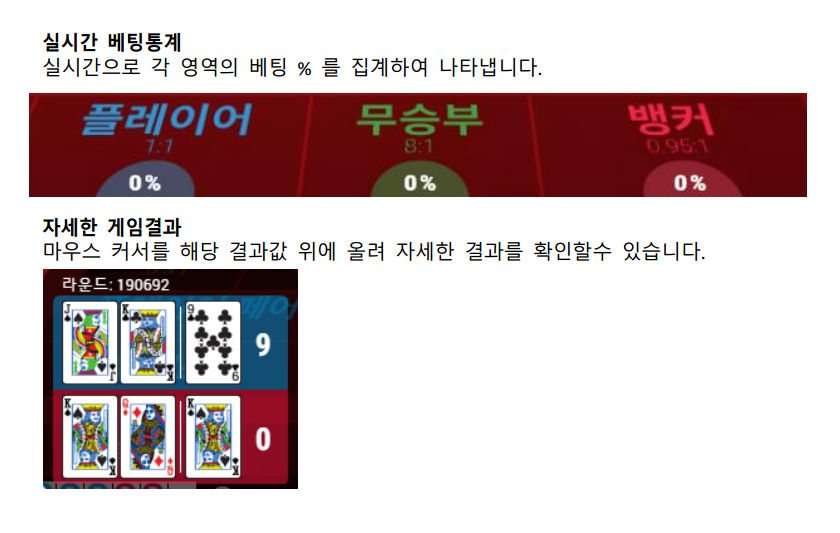 실시간 베팅통계
실시간으로 각 영역의 베팅 % 를 집계하여 나타냅니다.
플레이어 무승부 뱅커
1:1 8:1 0.95:1
0% 0% 0%
자세한 게임결과
마우스 커서를 해당 결과값 위에 올려 자세한 결과를 확인할수 있습니다.
라운드: 190692
J K 9
9
K Q K
0